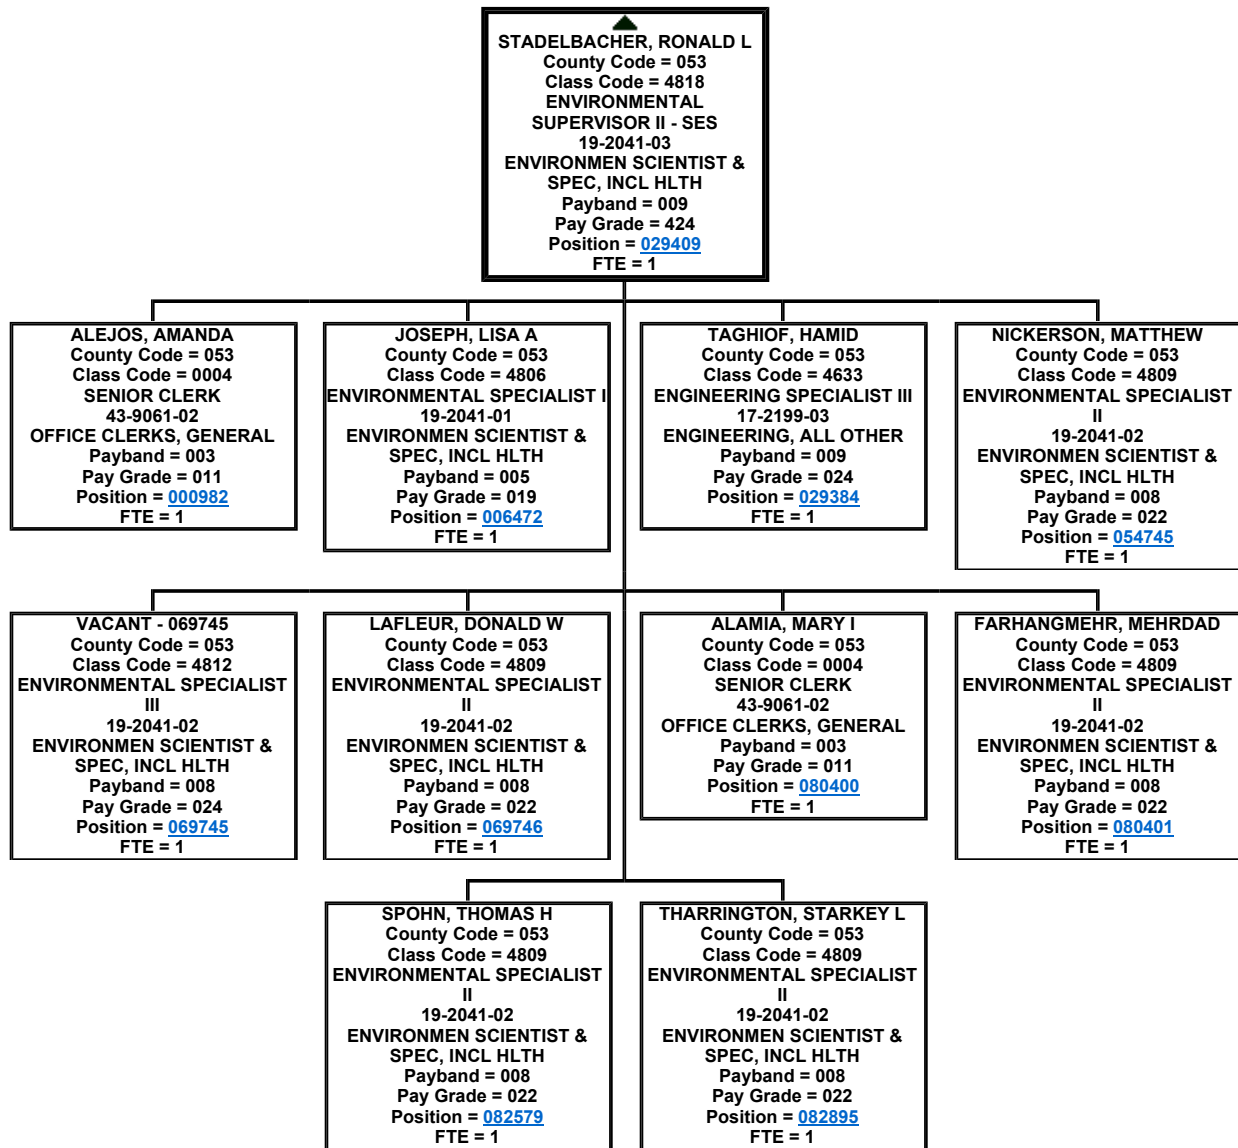 STADELBACHER, RONALD L
County Code = 053
Class Code = 4818
ENVIRONMENTAL
SUPERVISOR II - SES
19-2041-03
ENVIRONMEN SCIENTIST &
SPEC, INCL HLTH
Payband = 009
Pay Grade = 424
Position = 029409
FTE = 1
ALEJOS, AMANDA
County Code = 053
Class Code = 0004
SENIOR CLERK
43-9061-02
OFFICE CLERKS, GENERAL
Payband = 003
Pay Grade = 011
Position = 000982
FTE = 1
JOSEPH, LISA A
County Code = 053
Class Code = 4806
ENVIRONMENTAL SPECIALIST I
19-2041-01
ENVIRONMEN SCIENTIST &
SPEC, INCL HLTH
Payband = 005
Pay Grade = 019
Position = 006472
FTE = 1
TAGHIOF, HAMID
County Code = 053
Class Code = 4633
ENGINEERING SPECIALIST III
17-2199-03
ENGINEERING, ALL OTHER
Payband = 009
Pay Grade = 024
Position = 029384
FTE = 1
NICKERSON, MATTHEW
County Code = 053
Class Code = 4809
ENVIRONMENTAL SPECIALIST
II
19-2041-02
ENVIRONMEN SCIENTIST &
SPEC, INCL HLTH
Payband = 008
Pay Grade = 022
Position = 054745
FTE = 1
VACANT - 069745
County Code = 053
Class Code = 4812
ENVIRONMENTAL SPECIALIST
III
19-2041-02
ENVIRONMEN SCIENTIST &
SPEC, INCL HLTH
Payband = 008
Pay Grade = 024
Position = 069745
FTE = 1
LAFLEUR, DONALD W
County Code = 053
Class Code = 4809
ENVIRONMENTAL SPECIALIST
II
19-2041-02
ENVIRONMEN SCIENTIST &
SPEC, INCL HLTH
Payband = 008
Pay Grade = 022
Position = 069746
FTE = 1
ALAMIA, MARY I
County Code = 053
Class Code = 0004
SENIOR CLERK
43-9061-02
OFFICE CLERKS, GENERAL
Payband = 003
Pay Grade = 011
Position = 080400
FTE = 1
FARHANGMEHR, MEHRDAD
County Code = 053
Class Code = 4809
ENVIRONMENTAL SPECIALIST
II
19-2041-02
ENVIRONMEN SCIENTIST &
SPEC, INCL HLTH
Payband = 008
Pay Grade = 022
Position = 080401
FTE = 1
SPOHN, THOMAS H
County Code = 053
Class Code = 4809
ENVIRONMENTAL SPECIALIST
II
19-2041-02
ENVIRONMEN SCIENTIST &
SPEC, INCL HLTH
Payband = 008
Pay Grade = 022
Position = 082579
FTE = 1
THARRINGTON, STARKEY L
County Code = 053
Class Code = 4809
ENVIRONMENTAL SPECIALIST
II
19-2041-02
ENVIRONMEN SCIENTIST &
SPEC, INCL HLTH
Payband = 008
Pay Grade = 022
Position = 082895
FTE = 1